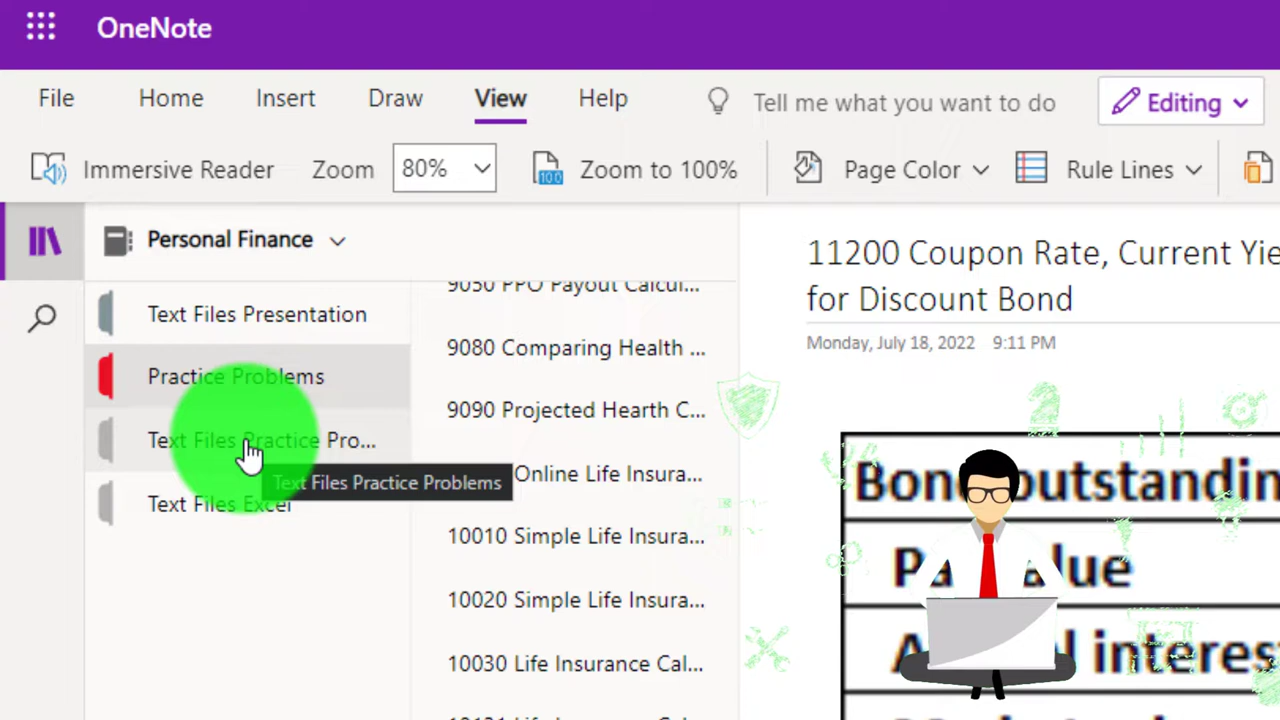 OneNote
File Home Insert Draw View Help Tell me what you want to do Editing
Immersive Reader Zoom 80% Zoom to 100% Page Color Rule Lines
Personal Finance
Text Files Presentation
Practice Problems
Text Files Practice Pro...
Text Files Practice Problems
Text Files Excel
9050 PPO Payout Calcul...
9080 Comparing Health ...
9090 Projected Hearth C...
Online Life Insura...
10010 Simple Life Insura...
10020 Simple Life Insura...
10030 Life Insurance Cal...
11200 Coupon Rate, Current Yie
for Discount Bond
Monday, July 18, 2022 9:11 PM
outstanding
interes